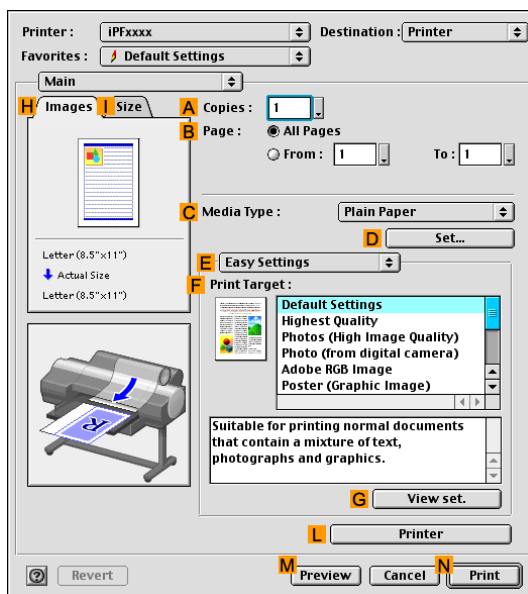 Printer : iPFxxxx Destination : Printer
Favorites : Default Settings
Main
H Images I Size
A Copies : 1
B Page : All Pages
From : 1 To : 1
C Media Type : Plain Paper
D Set...
Letter (8.5"x11")
Actual Size
Letter (8.5"x11")
E Easy Settings
F Print Target :
Default Settings
Highest Quality
Photos (High Image Quality)
Photo (from digital camera)
Adobe RGB Image
Poster (Graphic Image)
R
Suitable for printing normal documents
that contain a mixture of text,
photographs and graphics.
G View set.
L Printer
? Revert M Preview Cancel N Print